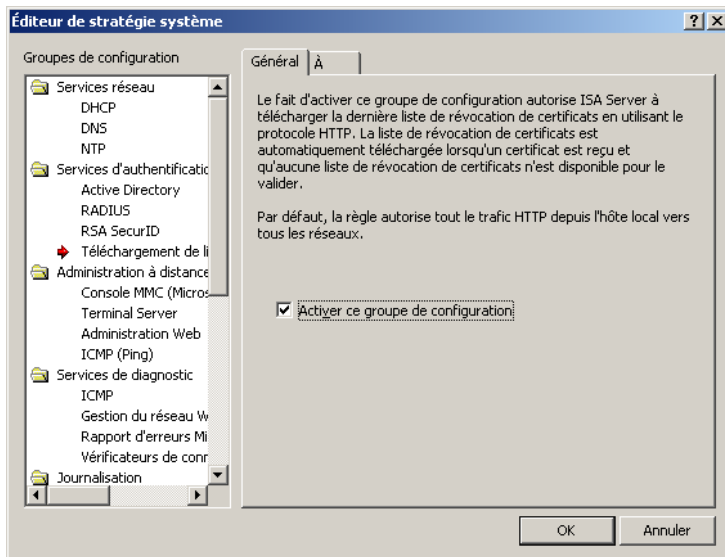 Éditeur de stratégie système
Groupes de configuration
Services réseau
DHCP
DNS
NTP
Services d'authentificatic
Active Directory
RADIUS
RSA SecurID
Téléchargement de li
Administration à distance
Console MMC (Micros
Terminal Server
Administration Web
ICMP (Ping)
Services de diagnostic
ICMP
Gestion du réseau W
Rapport d'erreurs Mi
Vérificateurs de conr
Journalisation
Général
À
Le fait d'activer ce groupe de configuration autorise ISA Server à
télécharger la dernière liste de révocation de certificats en utilisant le
protocole HTTP. La liste de révocation de certificats est
automatiquement téléchargée lorsqu'un certificat est reçu et
qu'aucune liste de révocation de certificats n'est disponible pour le
valider.
Par défaut, la règle autorise tout le trafic HTTP depuis l'hôte local vers
tous les réseaux.
Activer ce groupe de configuration
OK
Annuler